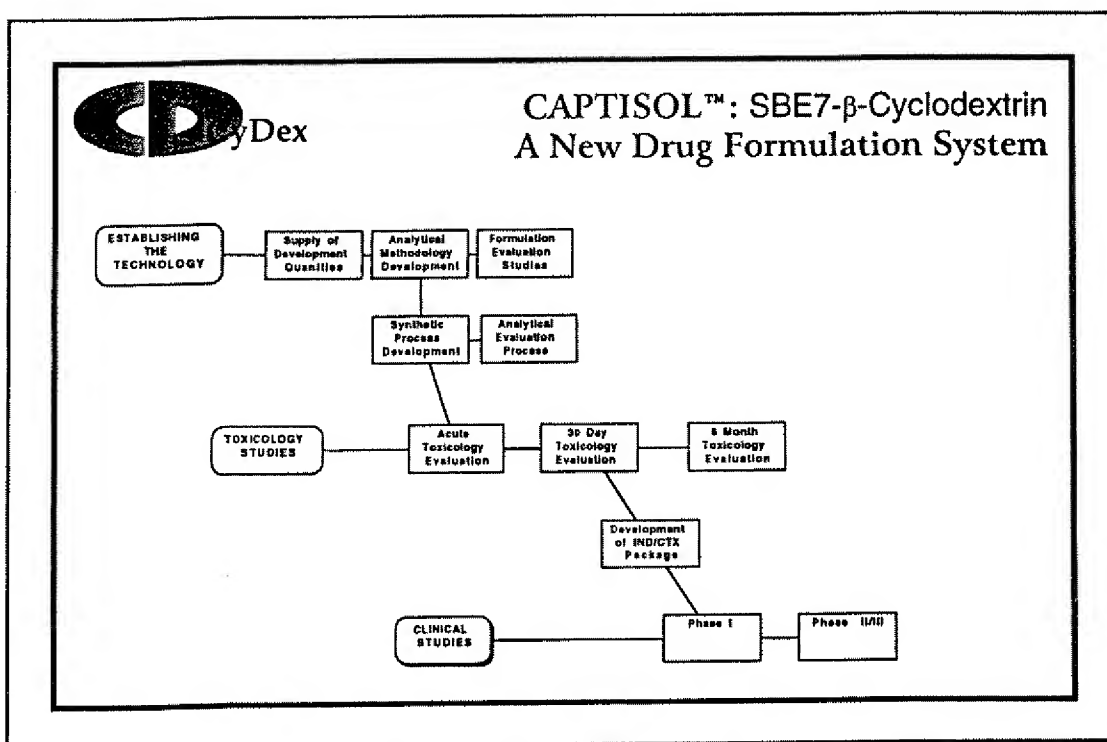 CyDex
CAPTISOL™: SBE7-β-Cyclodextrin
A New Drug Formulation System
ESTABLISHING
THE
TECHNOLOGY
Supply of
Development
Quantities
Analytical
Methodology
Development
Formulation
Evaluation
Studies
Synthetic
Process
Development
Analytical
Evaluation
Process
TOXICOLOGY
STUDIES
Acute
Toxicology
Evaluation
30 Day
Toxicology
Evaluation
6 Month
Toxicology
Evaluation
Development
of IND/CTX
Package
CLINICAL
STUDIES
Phase I
Phase II/III